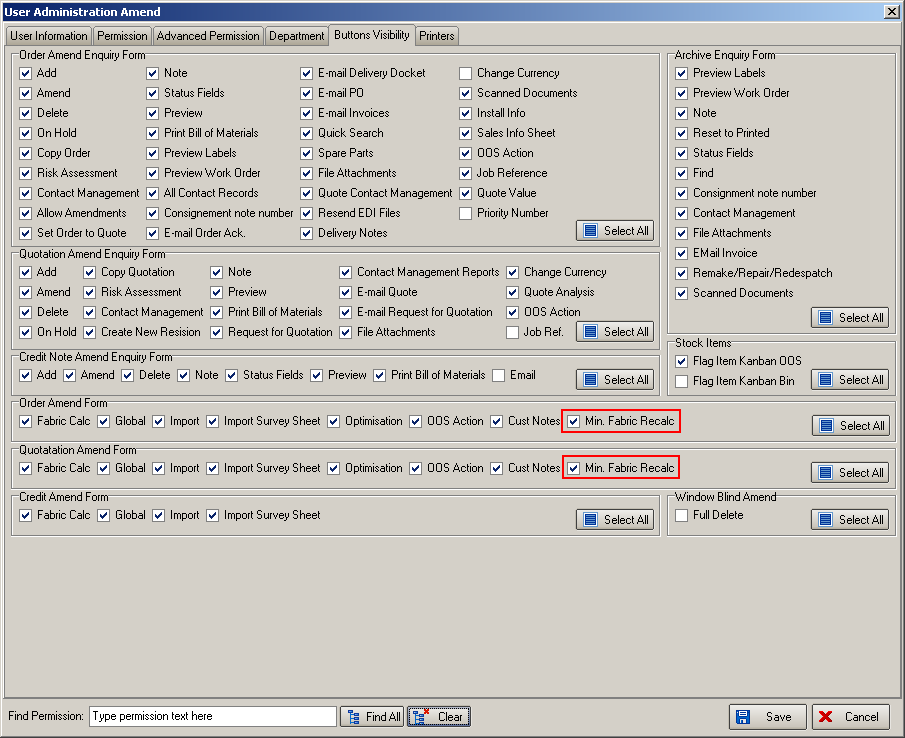 User Administration Amend
User Information Permission Advanced Permission Department Buttons Visibility Printers
Order Amend Enquiry Form
Add Note E-mail Delivery Docket Change Currency
Amend Status Fields E-mail PO Scanned Documents
Delete Preview E-mail Invoices Install Info
On Hold Print Bill of Materials Quick Search Sales Info Sheet
Copy Order Preview Labels Spare Parts OOS Action
Risk Assessment Preview Work Order File Attachments Job Reference
Contact Management All Contact Records Quote Contact Management Quote Value
Allow Amendments Consignement note number Resend EDI Files Priority Number
Set Order to Quote E-mail Order Ack. Delivery Notes Select All
Archive Enquiry Form
Preview Labels
Preview Work Order
Note
Reset to Printed
Status Fields
Find
Consignment note number
Contact Management
File Attachments
EMail Invoice
Remake/Repair/Redespatch
Scanned Documents
Select All
Quotation Amend Enquiry Form
Add Copy Quotation Note Contact Management Reports Change Currency
Amend Risk Assessment Preview E-mail Quote Quote Analysis
Delete Contact Management Print Bill of Materials E-mail Request for Quotation OOS Action
On Hold Create New Resision Request for Quotation File Attachments Job Ref. Select All
Stock Items
Flag Item Kanban OOS
Flag Item Kanban Bin Select All
Credit Note Amend Enquiry Form
Add Amend Delete Note Status Fields Preview Print Bill of Materials Email Select All
Order Amend Form
Fabric Calc Global Import Import Survey Sheet Optimisation OOS Action Cust Notes Min. Fabric Recalc Select All
Quotatation Amend Form
Fabric Calc Global Import Import Survey Sheet Optimisation OOS Action Cust Notes Min. Fabric Recalc Select All
Credit Amend Form
Fabric Calc Global Import Import Survey Sheet Select All
Window Blind Amend
Full Delete Select All
Find Permission: Type permission text here Find All Clear Save Cancel